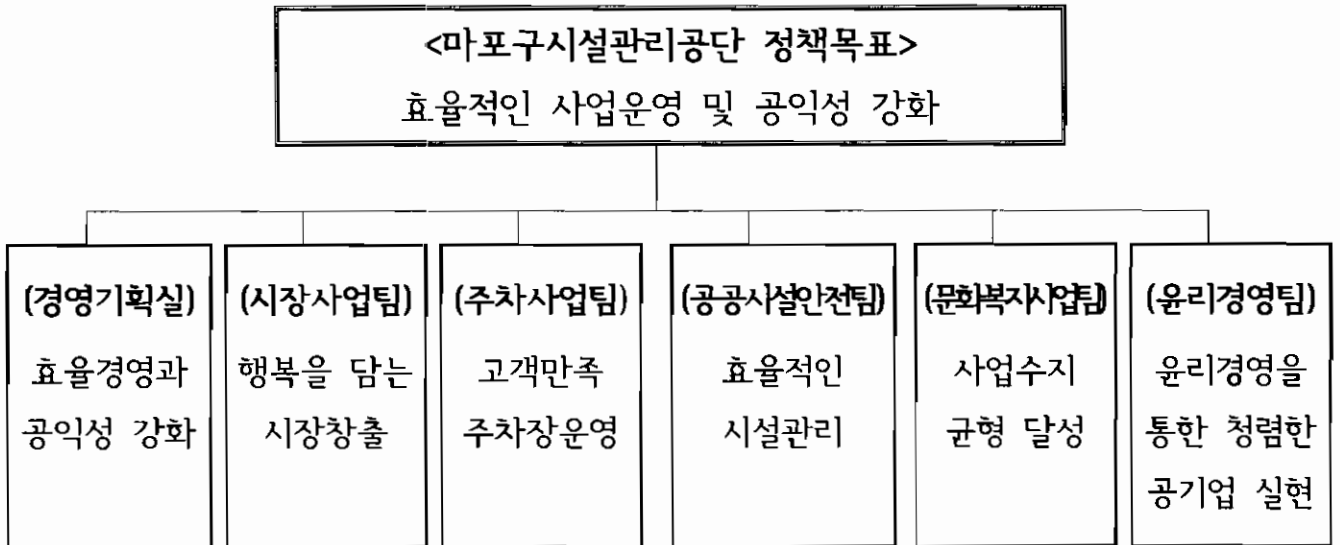 <마포구시설관리공단 정책목표>
효율적인 사업운영 및 공익성 강화
(경영기획실)
효율경영과
공익성 강화
(시장사업팀)
행복을 담는
시장창출
(주차사업팀)
고객만족
주차장운영
(공공시설안전팀)
효율적인
시설관리
(문화복지사업팀)
사업수지
균형 달성
(윤리경영팀)
윤리경영을
통한 청렴한
공기업 실현